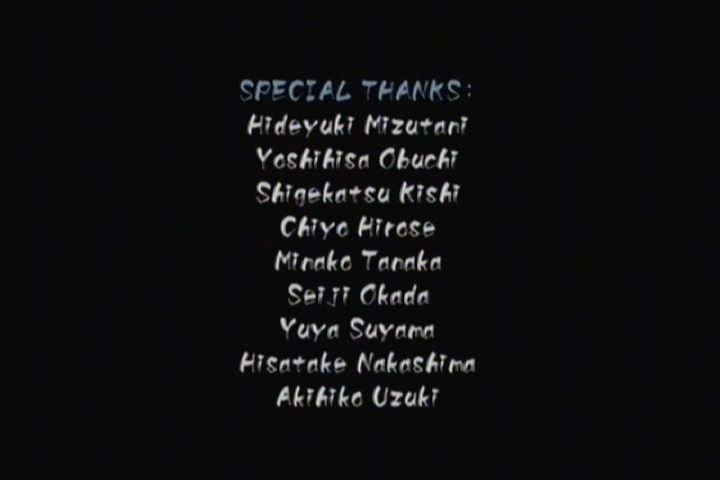 SPECIAL THANKS:
Hideyuki Mizutani
Yoshihisa Obuchi
Shigekatsu Kishi
Chiyo Hirose
Minako Tanaka
Seiji Okada
Yuya Suyama
Hisatake Nakashima
Akihiko Uzuki